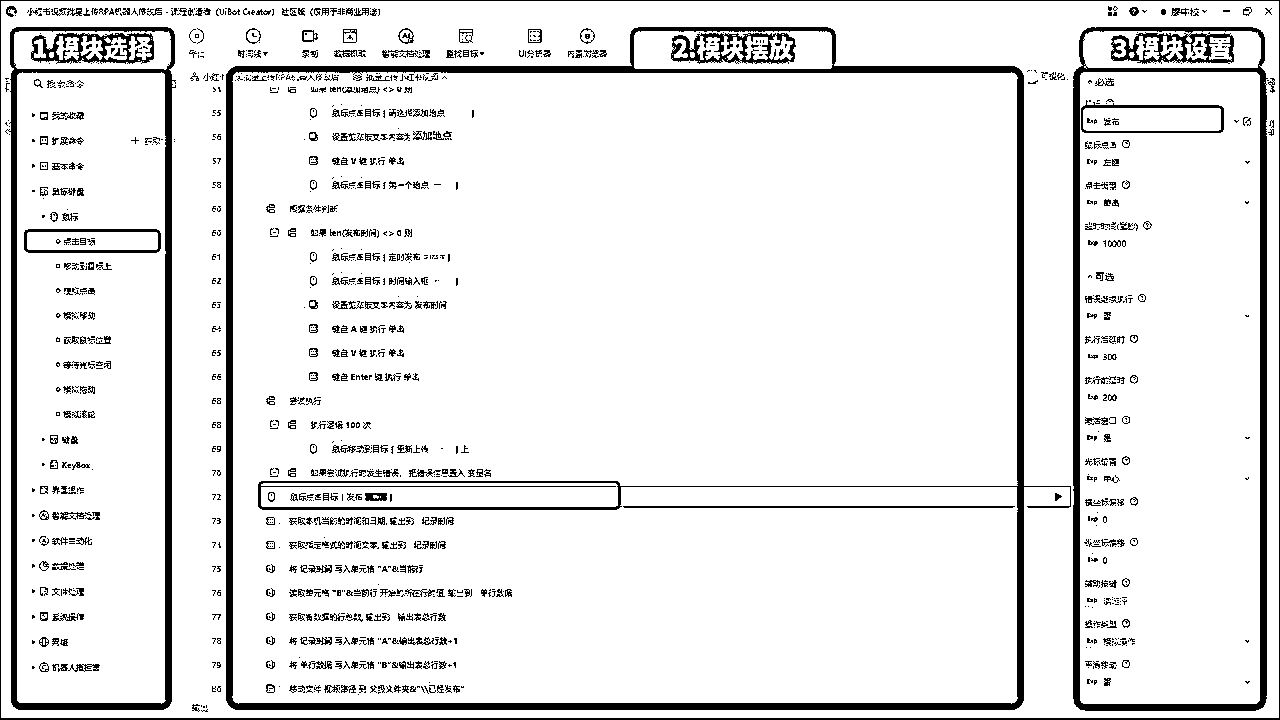 小红书视频批量上传RPA机器人修改后 - 流程创造者（UiBot Creator）社区版（仅用于非商业用途）
1.模块选择
2.模块摆放
3.模块设置
时间线
录制
数据抓取
智能文档处理
查找目标
UI分析器
内置浏览器
可视化
搜索命令
我的收藏
扩展命令
基本命令
鼠标键盘
鼠标
点击目标
移动到目标上
模拟点击
模拟移动
获取鼠标位置
等待光标空闲
模拟拖动
模拟滚轮
键盘
KeyBox
界面操作
智能文档处理
软件自动化
数据处理
文件处理
系统操作
网络
机器人指挥官
54 如果 len(添加地点) <> 0 则
55 鼠标点击目标 [ 请选择添加地点 ]
56 设置剪贴板文本内容为 添加地点
57 键盘 V 键 执行 单击
58 鼠标点击目标 [ 第一个地点 ]
根据条件判断
60 如果 len(发布时间) <> 0 则
61 鼠标点击目标 [ 定时发布 ]
62 鼠标点击目标 [ 时间输入框 ]
63 设置剪贴板文本内容为 发布时间
64 键盘 A 键 执行 单击
65 键盘 V 键 执行 单击
66 键盘 Enter 键 执行 单击
68 尝试执行
执行逻辑 100 次
69 鼠标移动到目标 [ 重新上传 ] 上
70 如果尝试执行时发生错误，把错误信息置入 变量名
72 鼠标点击目标 [ 发布 ]
73 获取本机当前的时间和日期, 输出到 记录时间
74 获取指定格式的时间文本, 输出到 记录时间
75 将 记录时间 写入单元格 "A"&当前行
76 读取单元格 "B"&当前行 开始的所在行的值, 输出到 单行数据
77 获取有数据的行总数, 输出到 输出表总行数
78 将 记录时间 写入单元格 "A"&输出表总行数+1
79 将 单行数据 写入单元格 "B"&输出表总行数+1
80 移动文件 视频路径 到 父级文件夹&"\\已经发布"
输出
必选
Exp 发布
鼠标点击
Exp 左键
点击类型
Exp 单击
超时时间(毫秒)
Exp 10000
可选
错误继续执行
Exp 否
执行后延时
Exp 300
执行前延时
Exp 200
激活窗口
Exp 是
光标位置
Exp 中心
横坐标偏移
Exp 0
纵坐标偏移
Exp 0
辅助按键
Exp 请选择
操作类型
Exp 模拟操作
平滑移动
Exp 否